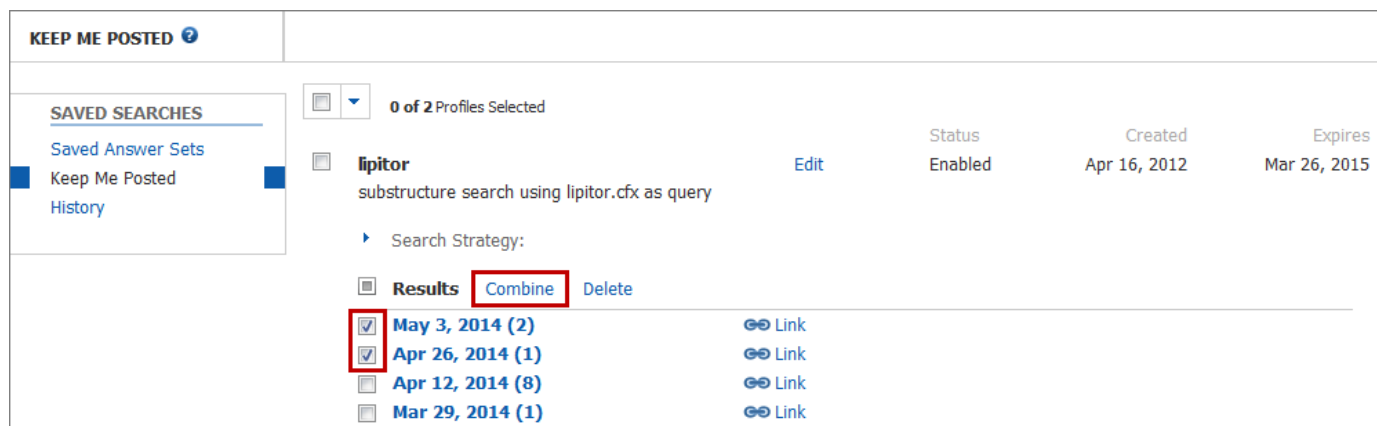 KEEP ME POSTED ?
SAVED SEARCHES
Saved Answer Sets
Keep Me Posted
History
0 of 2 Profiles Selected
Status Created Expires
lipitor Edit Enabled Apr 16, 2012 Mar 26, 2015
substructure search using lipitor.cfx as query
Search Strategy:
Results Combine Delete
May 3, 2014 (2) Link
Apr 26, 2014 (1) Link
Apr 12, 2014 (8) Link
Mar 29, 2014 (1) Link